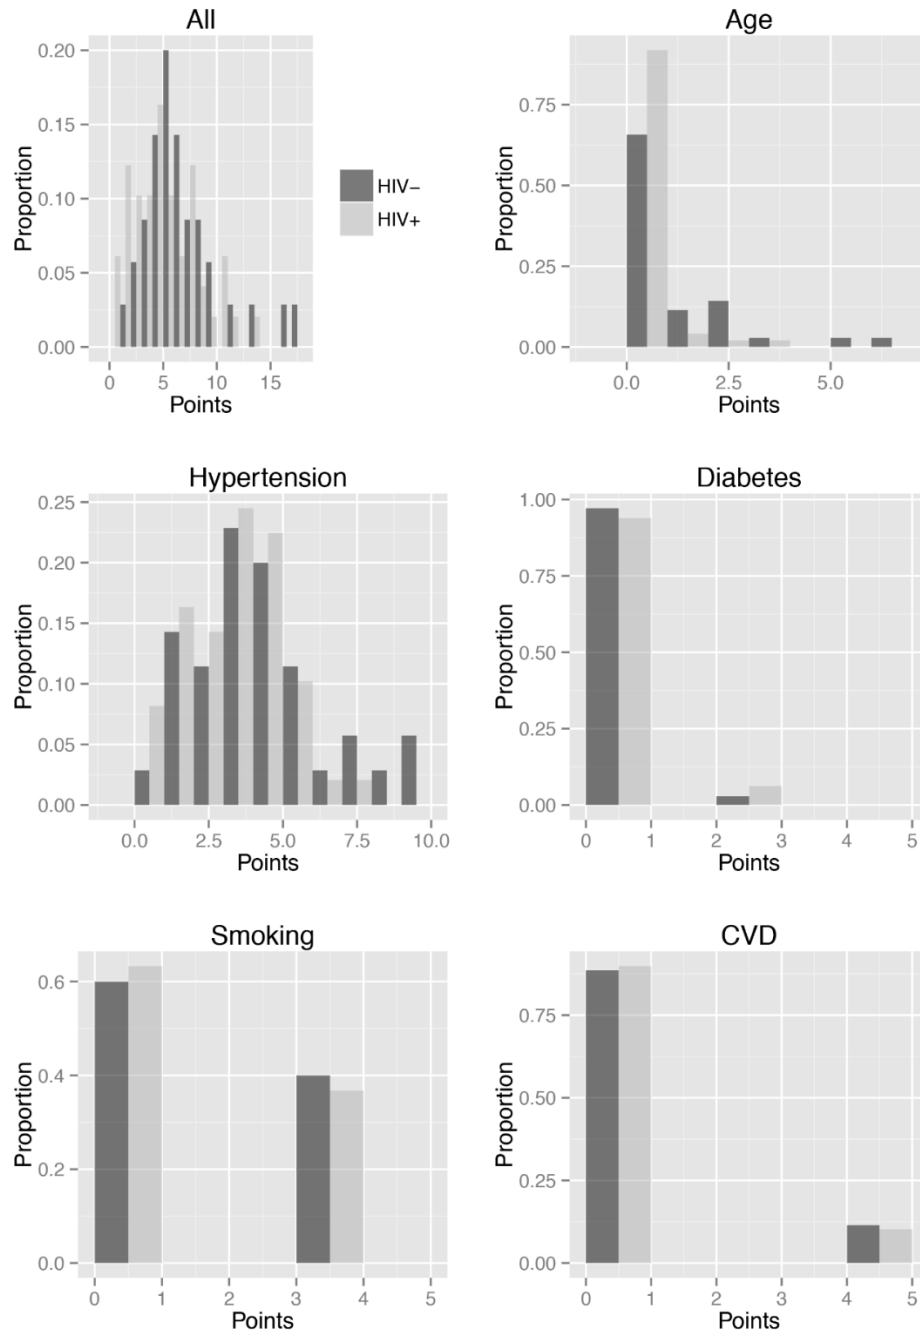 All
Proportion
0.20
0.15
0.10
0.05
0.00
0 5 10 15
Points
HIV−
HIV+
Age
Proportion
0.75
0.50
0.25
0.00
0.0 2.5 5.0
Points
Hypertension
Proportion
0.25
0.20
0.15
0.10
0.05
0.00
0.0 2.5 5.0 7.5 10.0
Points
Diabetes
Proportion
1.00
0.75
0.50
0.25
0.00
0 1 2 3 4 5
Points
Smoking
Proportion
0.6
0.4
0.2
0.0
0 1 2 3 4 5
Points
CVD
Proportion
0.75
0.50
0.25
0.00
0 1 2 3 4 5
Points